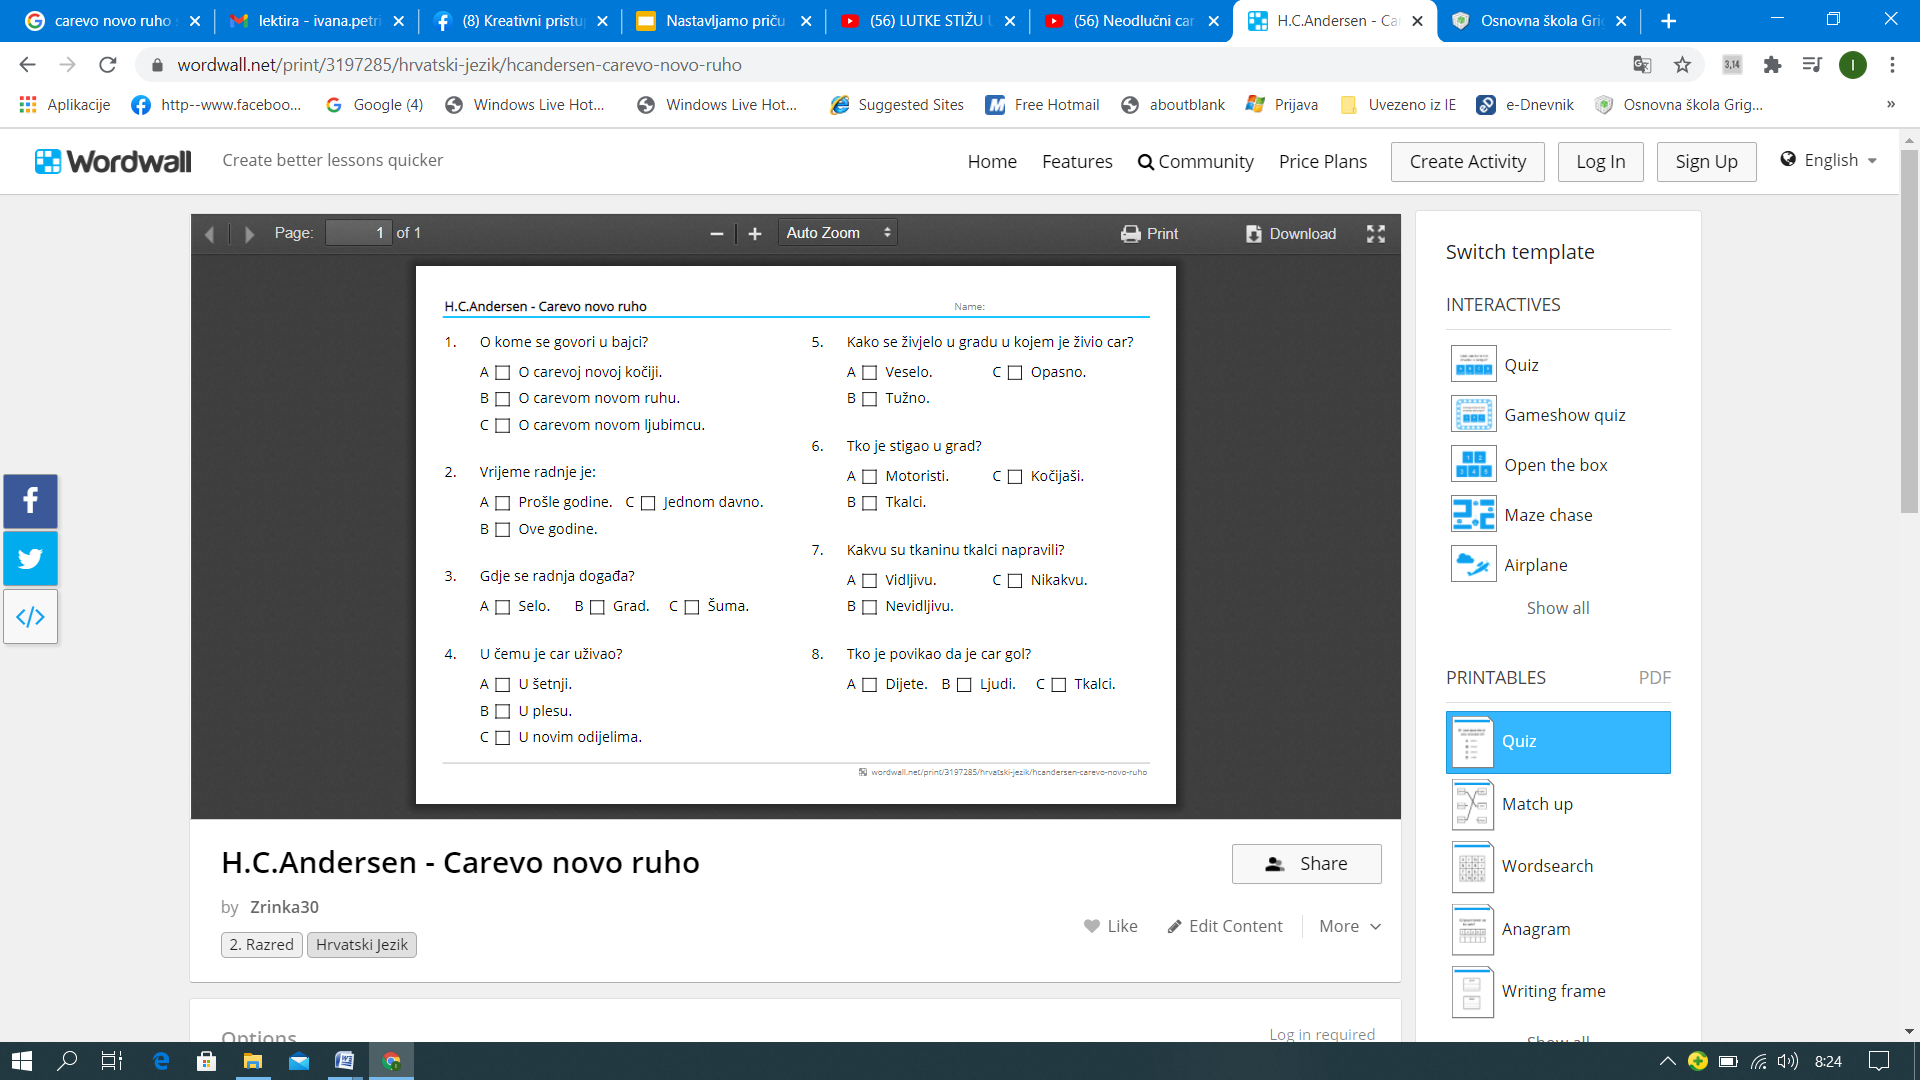 carevo novo ruho
lektira - ivana.petri
(8) Kreativni pristup
Nastavljamo priču
(56) LUTKE STIŽU U
(56) Neodlučni car
H.C.Andersen - Ca
Osnovna škola Grig
wordwall.net/print/3197285/hrvatski-jezik/hcandersen-carevo-novo-ruho
3,14
I
Aplikacije
http--www.faceboo...
Google (4)
Windows Live Hot...
Windows Live Hot...
Suggested Sites
Free Hotmail
aboutblank
Prijava
Uvezeno iz IE
e-Dnevnik
Osnovna škola Grig...
»
Wordwall
Create better lessons quicker
Home
Features
Community
Price Plans
Create Activity
Log In
Sign Up
English
Page: 1 of 1
Auto Zoom
Print
Download
H.C.Andersen - Carevo novo ruho
Name:
1. O kome se govori u bajci?
A O carevoj novoj kočiji.
B O carevom novom ruhu.
C O carevom novom ljubimcu.
2. Vrijeme radnje je:
A Prošle godine. C Jednom davno.
B Ove godine.
3. Gdje se radnja događa?
A Selo. B Grad. C Šuma.
4. U čemu je car uživao?
A U šetnji.
B U plesu.
C U novim odijelima.
5. Kako se živjelo u gradu u kojem je živio car?
A Veselo. C Opasno.
B Tužno.
6. Tko je stigao u grad?
A Motoristi. C Kočijaši.
B Tkalci.
7. Kakvu su tkaninu tkalci napravili?
A Vidljivu. C Nikakvu.
B Nevidljivu.
8. Tko je povikao da je car gol?
A Dijete. B Ljudi. C Tkalci.
wordwall.net/print/3197285/hrvatski-jezik/hcandersen-carevo-novo-ruho
H.C.Andersen - Carevo novo ruho
by Zrinka30
2. Razred
Hrvatski Jezik
Share
Like
Edit Content
More
Options
Log in required
Switch template
INTERACTIVES
Quiz
Gameshow quiz
Open the box
Maze chase
Airplane
Show all
PRINTABLES PDF
Quiz
Match up
Wordsearch
Anagram
Writing frame
Show all
8:24